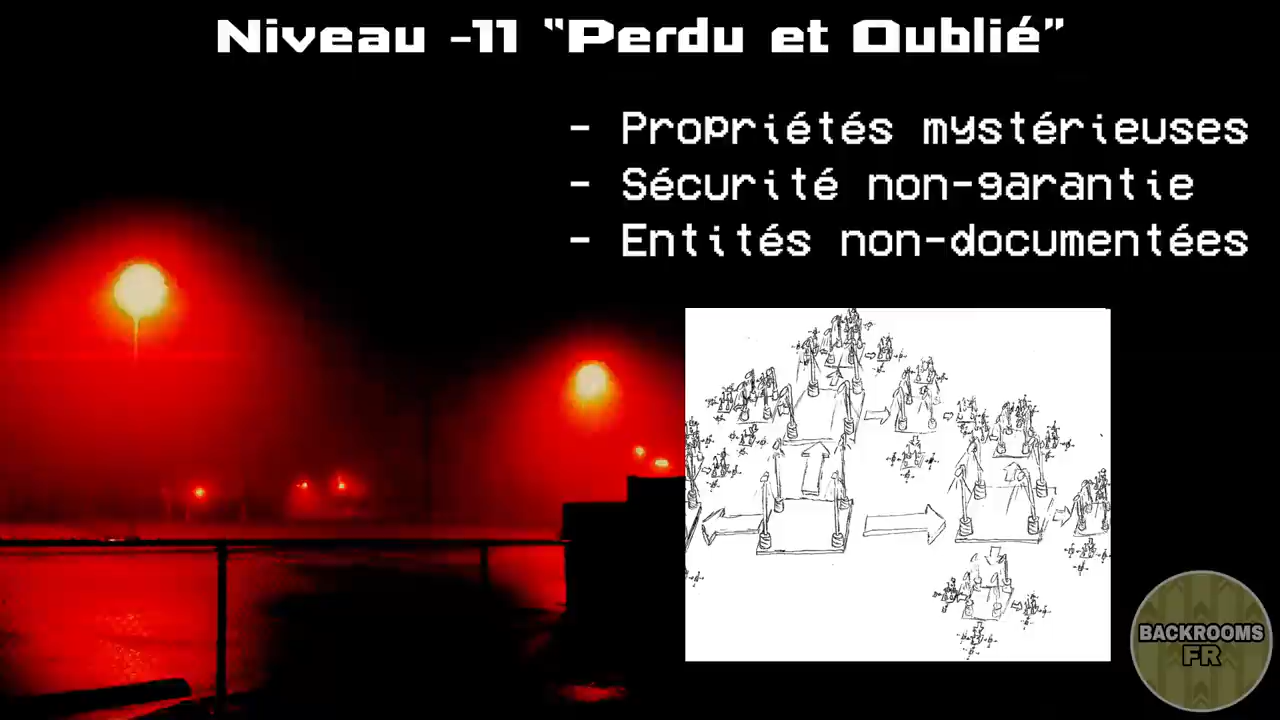 Niveau -11 “Perdu et Oublié”
- Propriétés mystérieuses
- Sécurité non-garantie
- Entités non-documentées
BACKROOMS
FR